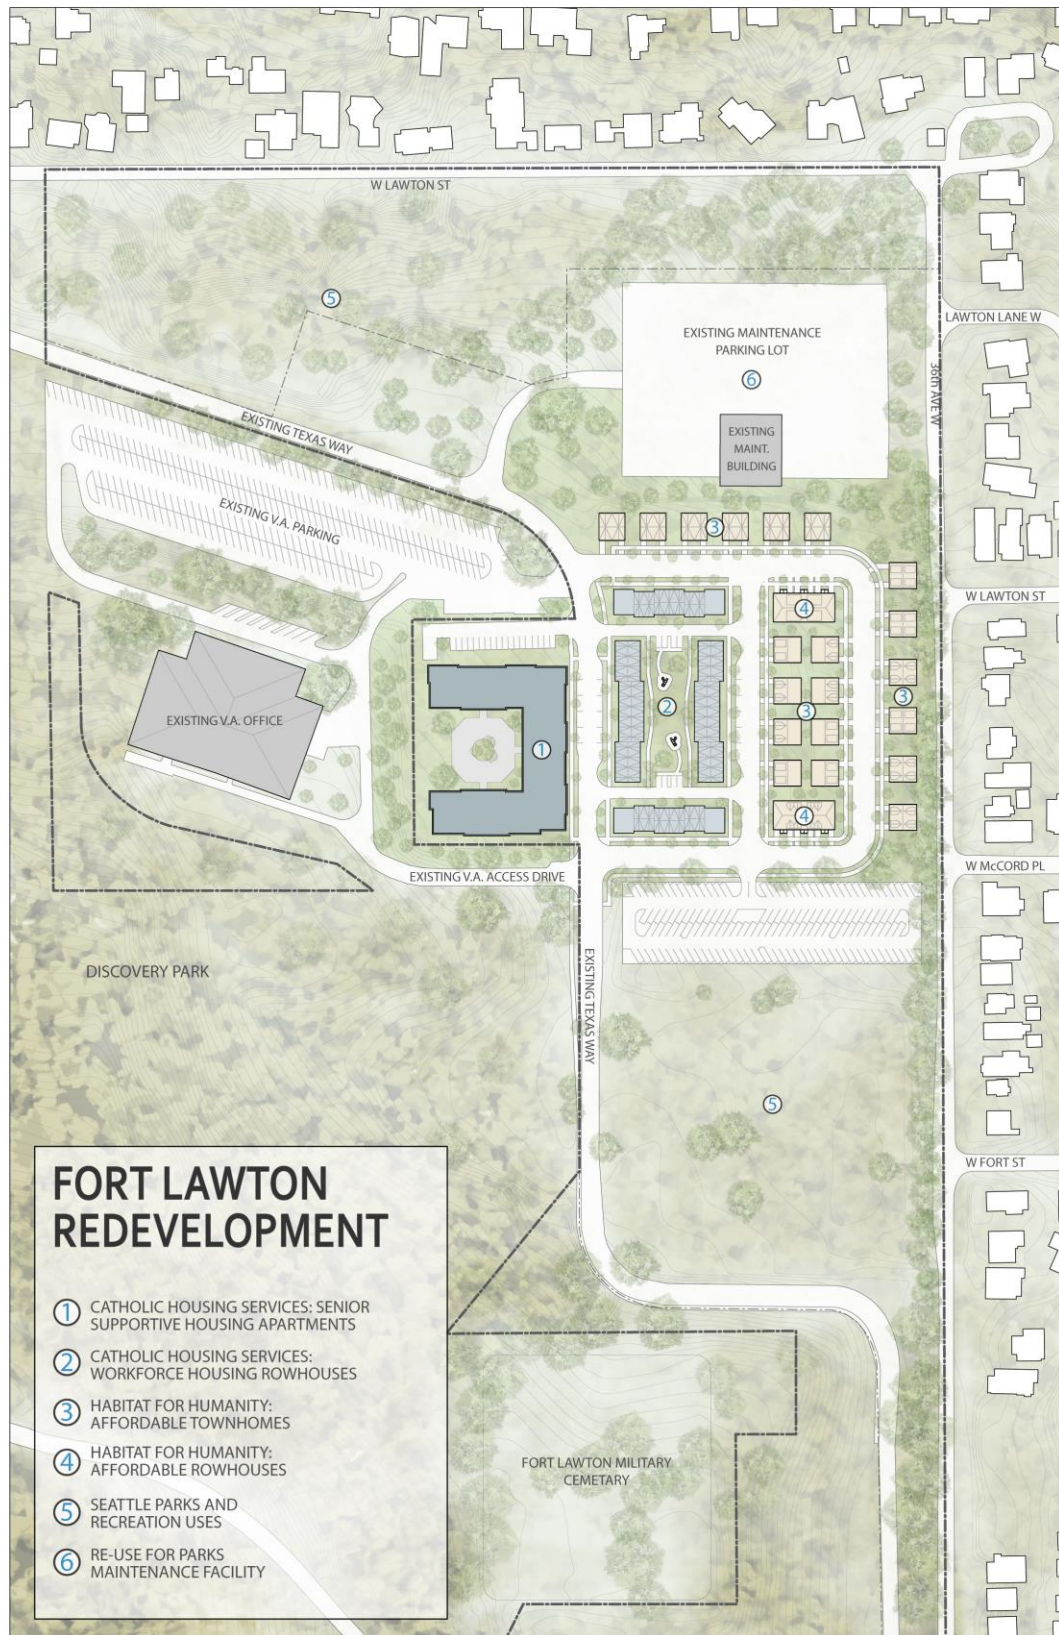 W LAWTON ST
5
LAWTON LANE W
EXISTING MAINTENANCE
PARKING LOT
6
36th AVE W
EXISTING TEXAS WAY
EXISTING
MAINT.
BUILDING
EXISTING V.A. PARKING
3
W LAWTON ST
4
EXISTING V.A. OFFICE
1
2
3
3
4
W McCORD PL
EXISTING V.A. ACCESS DRIVE
DISCOVERY PARK
EXISTING TEXAS WAY
5
W FORT ST
FORT LAWTON
REDEVELOPMENT
1 CATHOLIC HOUSING SERVICES: SENIOR
SUPPORTIVE HOUSING APARTMENTS
2 CATHOLIC HOUSING SERVICES:
WORKFORCE HOUSING ROWHOUSES
3 HABITAT FOR HUMANITY:
AFFORDABLE TOWNHOMES
4 HABITAT FOR HUMANITY:
AFFORDABLE ROWHOUSES
5 SEATTLE PARKS AND
RECREATION USES
6 RE-USE FOR PARKS
MAINTENANCE FACILITY
FORT LAWTON MILITARY
CEMETARY